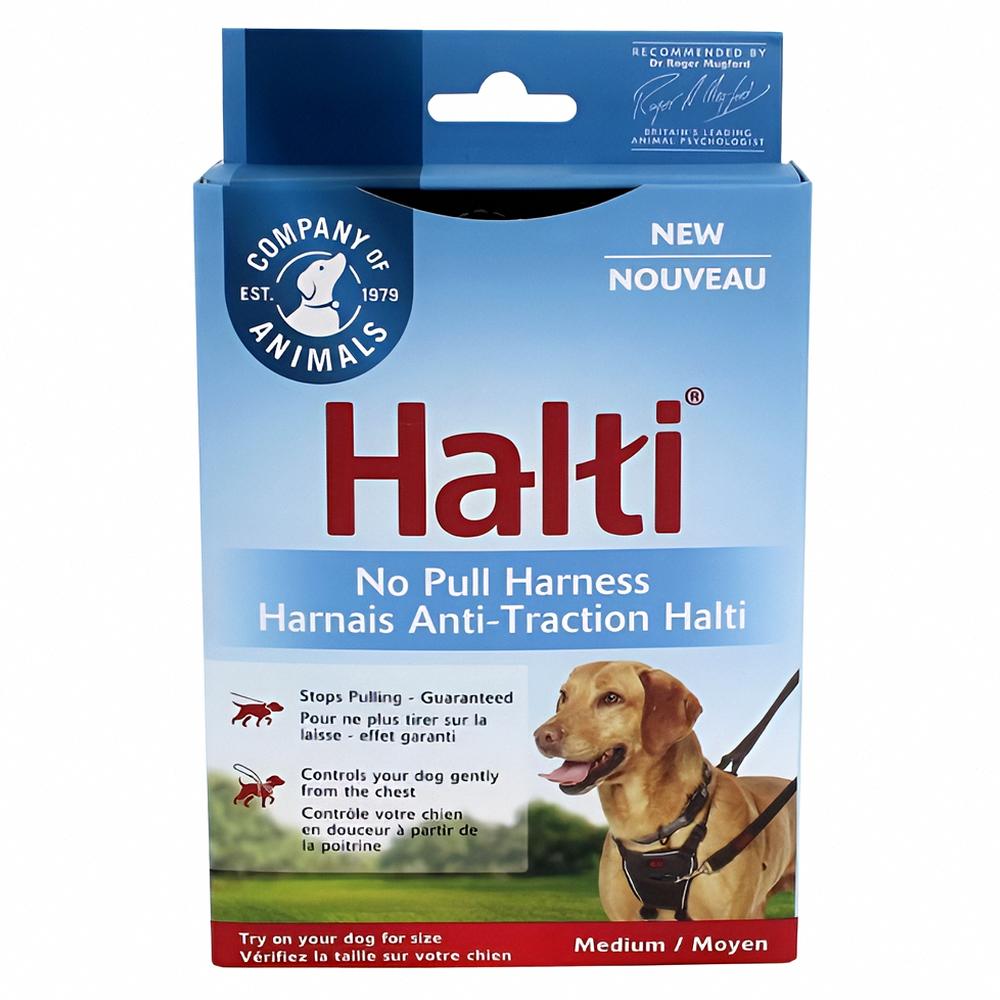 RECOMMENDED BY
Dr Roger Mugford
Roger A Mugford
BRITAIN'S LEADING
ANIMAL PSYCHOLOGIST
COMPANY OF
EST. 1979
ANIMALS
NEW
NOUVEAU
Halti®
No Pull Harness
Harnais Anti-Traction Halti
Stops Pulling - Guaranteed
Pour ne plus tirer sur la
laisse - effet garanti
Controls your dog gently
from the chest
Contrôle votre chien
en douceur à partir de
la poitrine
Try on your dog for size
Vérifiez la taille sur votre chien
Medium / Moyen